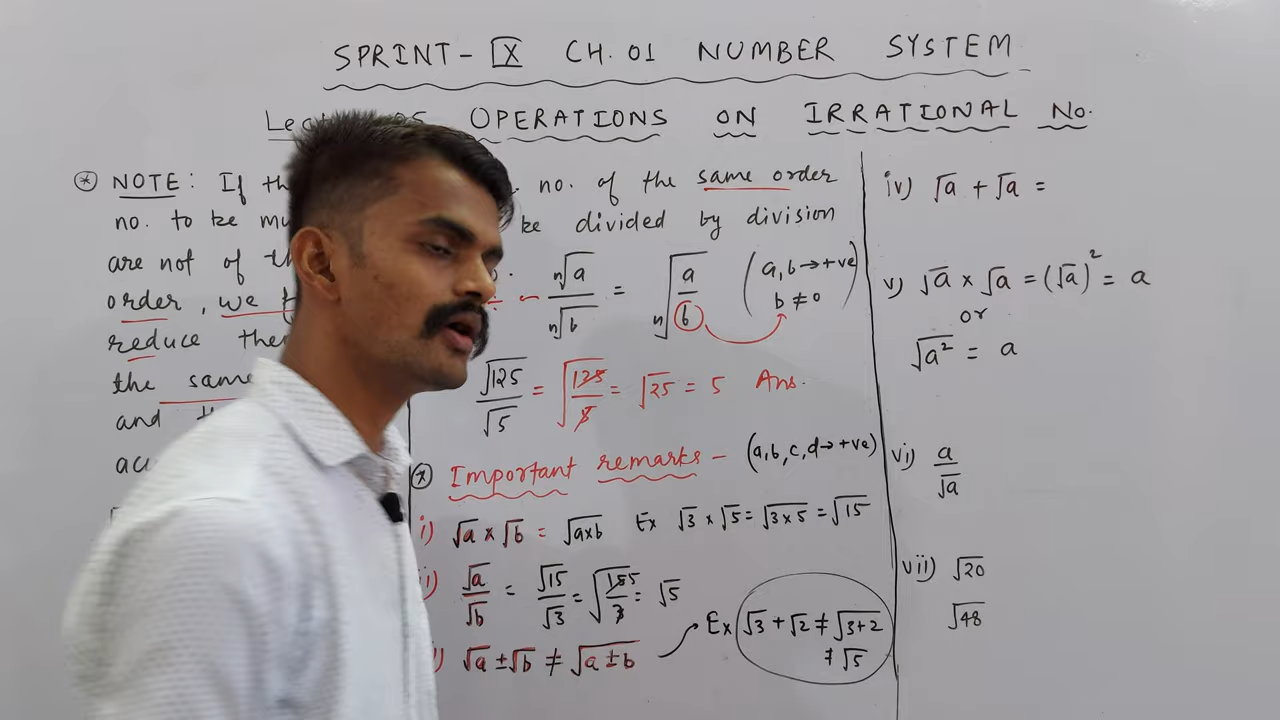 SPRINT-IX CH. 01 NUMBER SYSTEM
OPERATIONS ON IRRATIONAL No.
⊛ NOTE: If
no. to be
are not of
order, we
reduce
the same
and
no. of the same order
be divided by division
ⁿ√a / ⁿ√b = ⁿ√(a/b) (a,b → +ve b ≠ 0)
√125 / √5 = √(125/5) = √25 = 5 Ans.
⊛ Important remarks - (a,b,c,d → +ve)
i) √a × √b = √(a×b) Ex √3 × √5 = √(3×5) = √15
√a / √b = √15 / √3 = √(15/3) = √5
√a ± √b ≠ √(a ± b) Ex √3 + √2 ≠ √(3+2)
≠ √5
iv) √a + √a =
v) √a × √a = (√a)² = a
or
√a² = a
vi) a / √a
vii) √20
√48